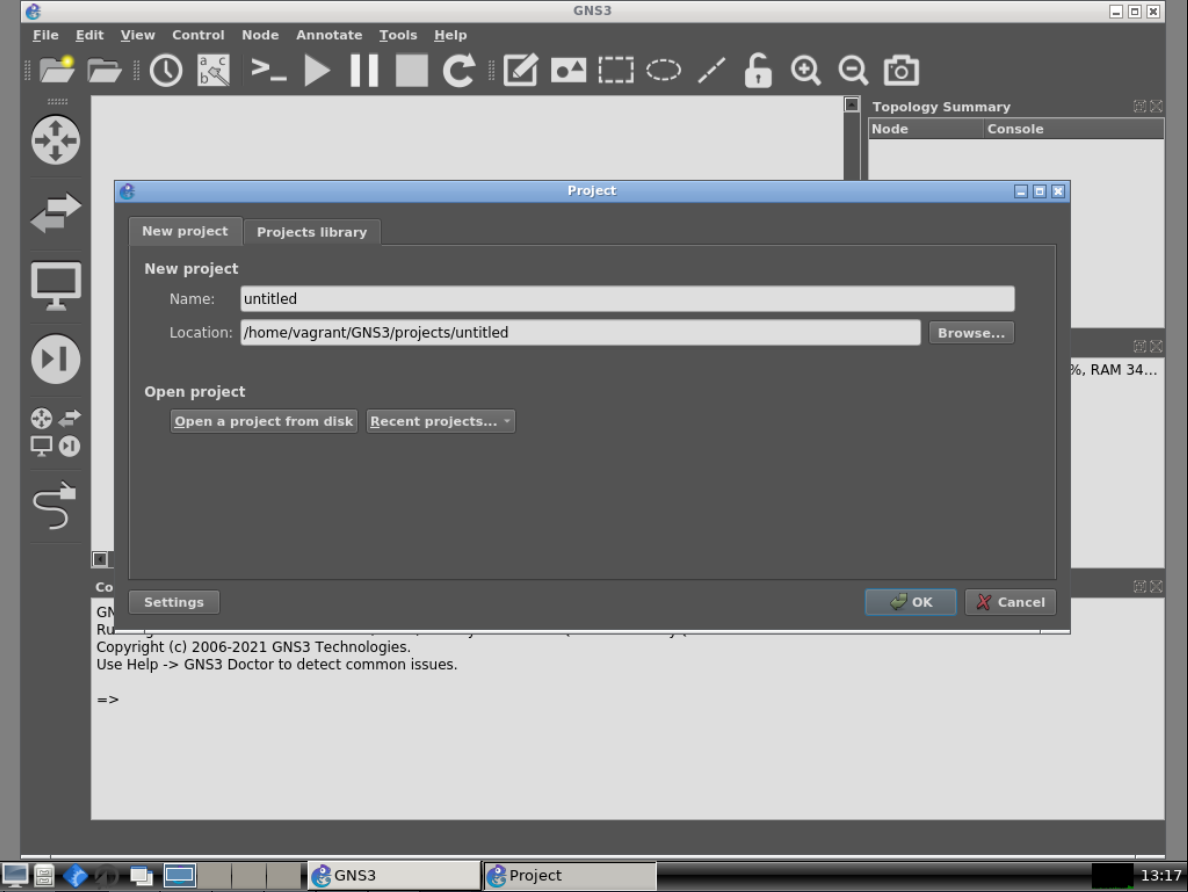 GNS3
File Edit View Control Node Annotate Tools Help
a c
b
Topology Summary
Node Console
Project
New project Projects library
New project
Name: untitled
Location: /home/vagrant/GNS3/projects/untitled Browse...
%, RAM 34...
Open project
Open a project from disk Recent projects...
Co
Settings OK Cancel
GN
Ru
Copyright (c) 2006-2021 GNS3 Technologies.
Use Help -> GNS3 Doctor to detect common issues.
=>
GNS3 Project 13:17